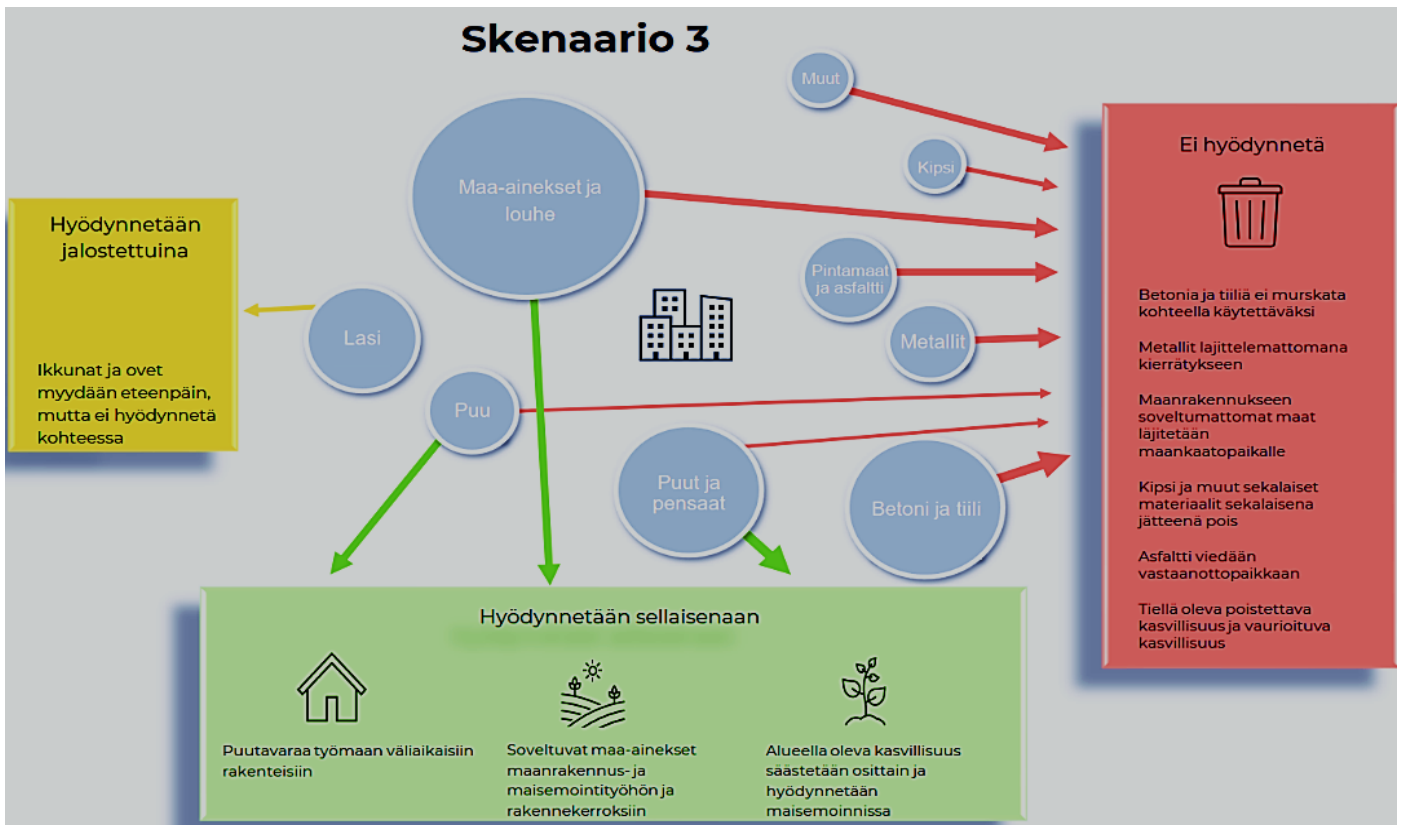 Skenaario 3
Muut
Kipsi
Maa-ainekset ja
louhe
Pintamaat
ja asfaltti
Metallit
Lasi
Puu
Puut ja
pensaat
Betoni ja tiili
Hyödynnetään
jalostettuina
Ikkunat ja ovet
myydään eteenpäin,
mutta ei hyödynnetä
kohteessa
Ei hyödynnetä
Betonia ja tiiliä ei murskata
kohteella käytettäväksi
Metallit lajittelemattomana
kierrätykseen
Maanrakennukseen
soveltumattomat maat
läjitetään
maankaatopaikalle
Kipsi ja muut sekalaiset
materiaalit sekalaisena
jätteenä pois
Asfaltti viedään
vastaanottopaikkaan
Tiellä oleva poistettava
kasvillisuus ja vaurioituva
kasvillisuus
Hyödynnetään sellaisenaan
Puutavaraa työmaan väliaikaisiin
rakenteisiin
Soveltuvat maa-ainekset
maanrakennus- ja
maisemointityöhön ja
rakennekerroksiin
Alueella oleva kasvillisuus
säästetään osittain ja
hyödynnetään
maisemoinnissa